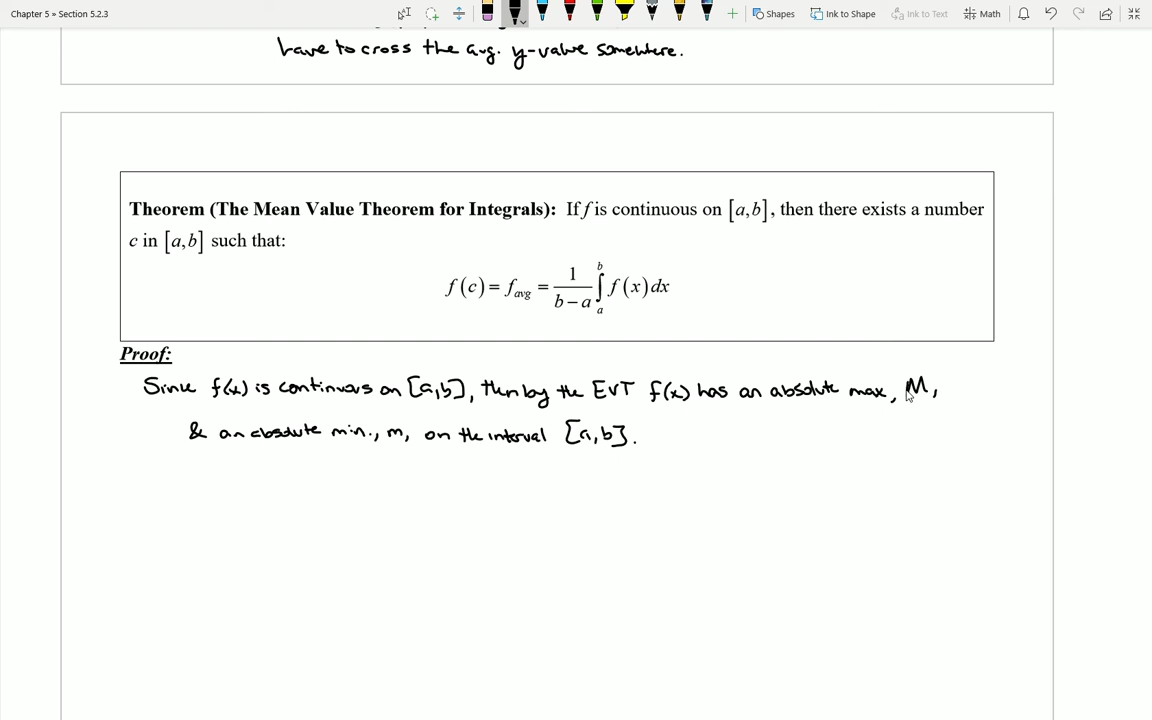 Chapter 5 » Section 5.2.3
Shapes
Ink to Shape
Ink to Text
Math
have to cross the avg. y-value somewhere.
Theorem (The Mean Value Theorem for Integrals): If f is continuous on [a,b], then there exists a number
c in [a,b] such that:
f(c) = f_avg = 1/(b−a) ∫_a^b f(x)dx
Proof:
Since f(x) is continuous on [a,b], then by the EVT f(x) has an absolute max, M,
& an absolute min., m, on the interval [a,b].